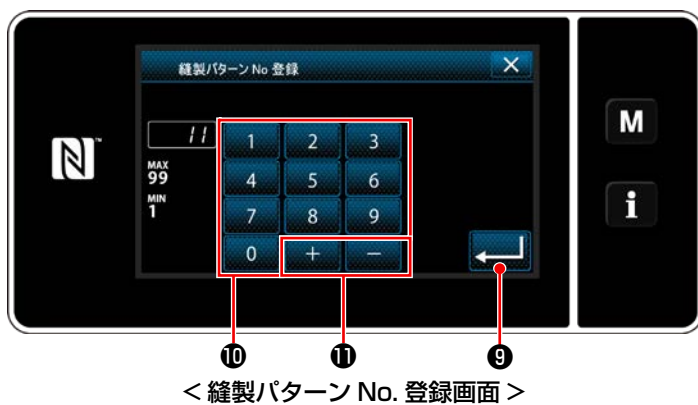 縫製パターン No 登録
×
11
1 2 3
MAX
99
4 5 6
MIN
1
7 8 9
0 + −
M
i
N
❿ ⓫ ❾
< 縫製パターン No. 登録画面 >